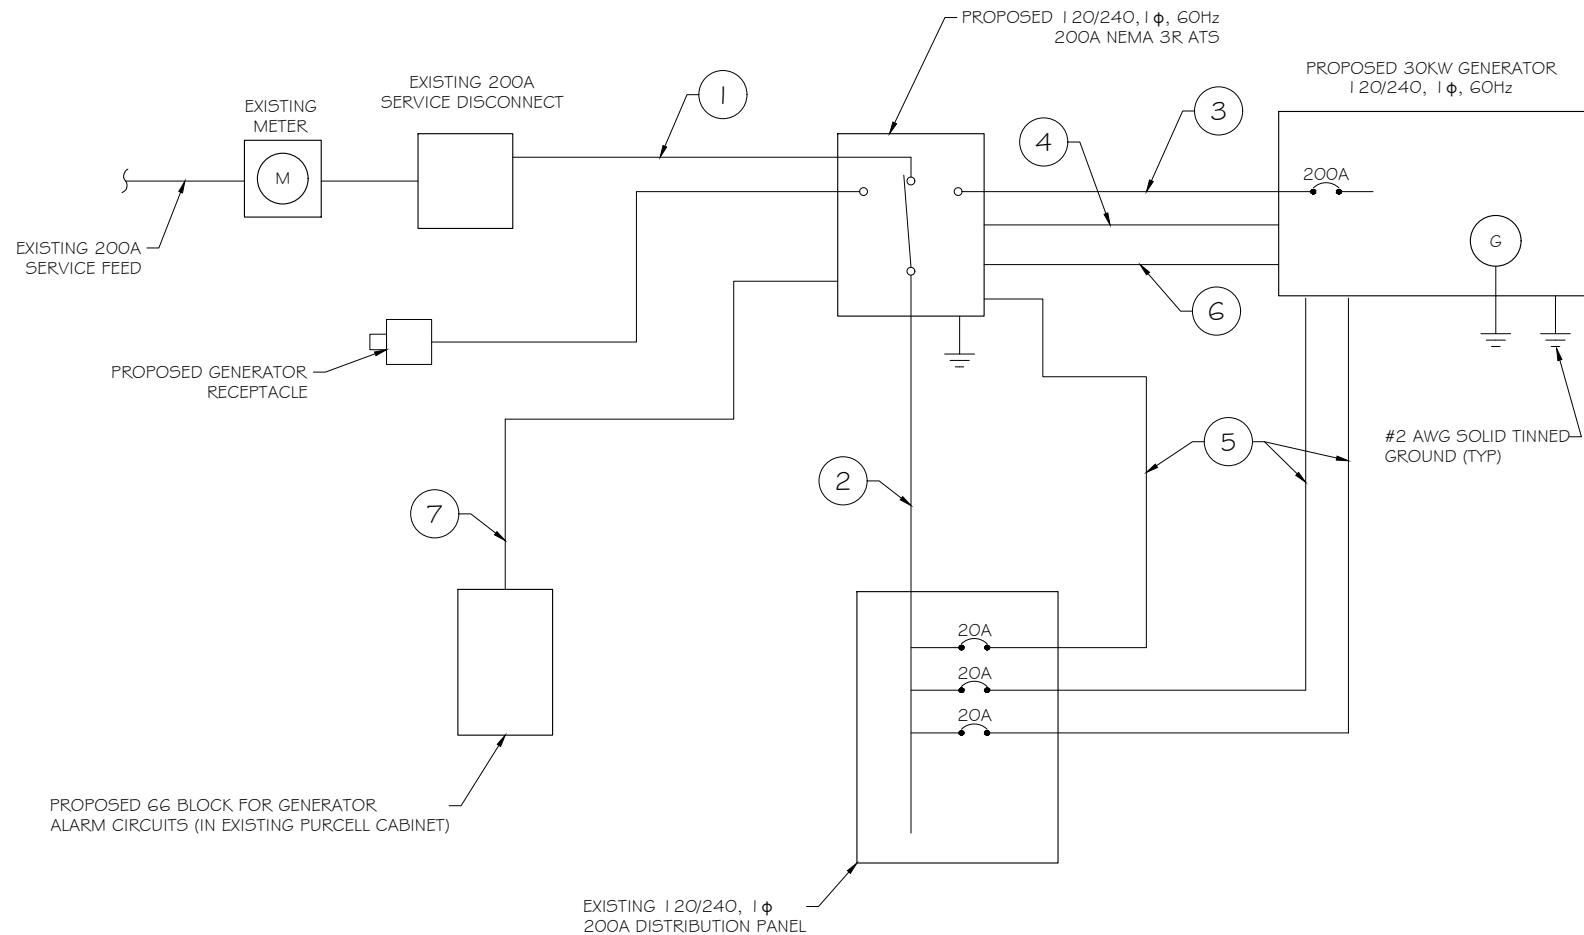 PROPOSED 120/240, 1ϕ, 60Hz
200A NEMA 3R ATS
PROPOSED 30KW GENERATOR
120/240, 1ϕ, 60Hz
EXISTING 200A
SERVICE DISCONNECT
EXISTING
METER
M
1
3
4
200A
G
EXISTING 200A
SERVICE FEED
6
PROPOSED GENERATOR
RECEPTACLE
5
#2 AWG SOLID TINNED
GROUND (TYP)
2
7
20A
20A
20A
PROPOSED 66 BLOCK FOR GENERATOR
ALARM CIRCUITS (IN EXISTING PURCELL CABINET)
EXISTING 120/240, 1ϕ
200A DISTRIBUTION PANEL